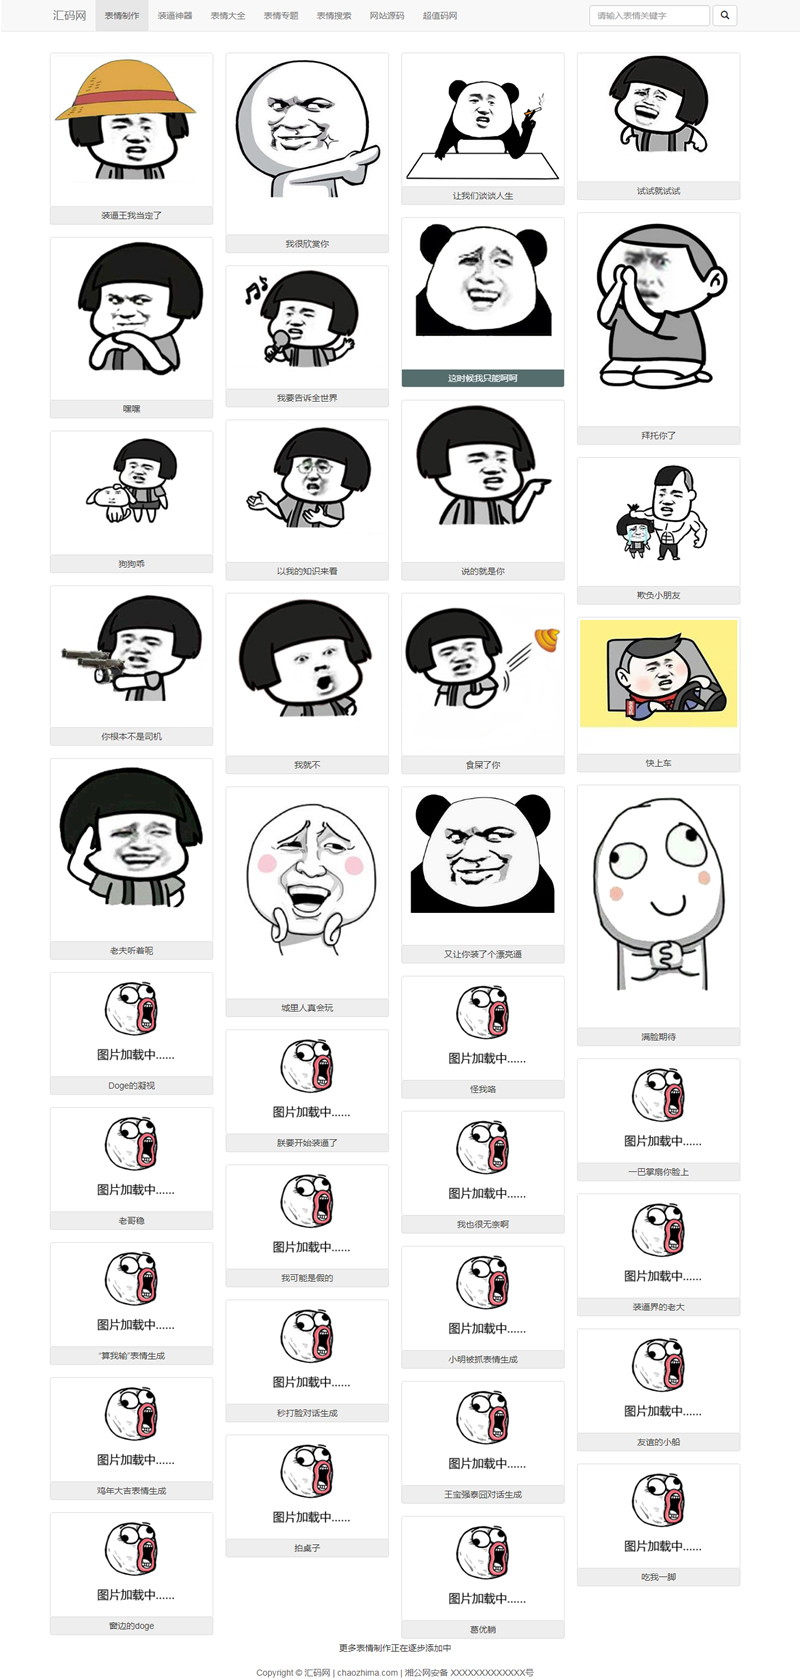 汇码网 表情制作 装逼神器 表情大全 表情专题 表情搜索 网站源码 超值码网 请输入表情关键字
装逼王我当定了
嘿嘿
狗狗乖
你根本不是司机
老夫听着呢
图片加载中......
Doge的凝视
图片加载中......
老哥稳
图片加载中......
“算我输”表情生成
图片加载中......
鸡年大吉表情生成
图片加载中......
窗边的doge
我很欣赏你
我要告诉全世界
以我的知识来看
我就不
城里人真会玩
图片加载中......
朕要开始装逼了
图片加载中......
我可能是假的
图片加载中......
秒打脸对话生成
图片加载中......
拍桌子
让我们谈谈人生
这时候我只能呵呵
说的就是你
食屎了你
又让你装了个漂亮逼
图片加载中......
怪我咯
图片加载中......
我也很无奈啊
图片加载中......
小明被抓表情生成
图片加载中......
王宝强泰囧对话生成
图片加载中......
葛优躺
试试就试试
拜托你了
欺负小朋友
快上车
满脸期待
图片加载中......
一巴掌扇你脸上
图片加载中......
装逼界的老大
图片加载中......
友谊的小船
图片加载中......
吃我一脚
更多表情制作正在逐步添加中
Copyright © 汇码网 | chaozhima.com | 湘公网安备 XXXXXXXXXXXXX号